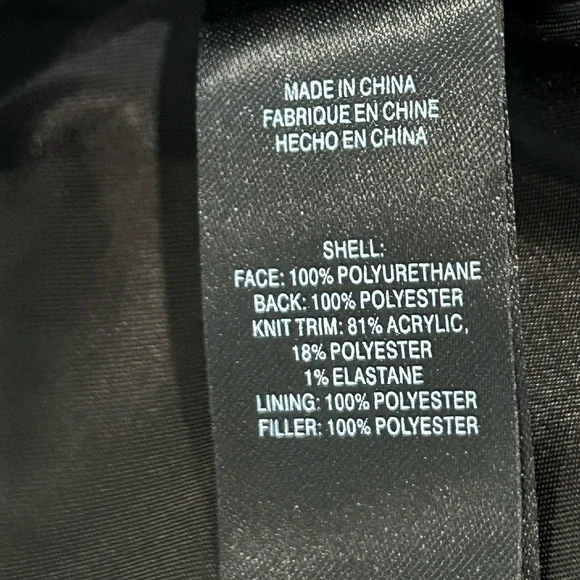 MADE IN CHINA
FABRIQUE EN CHINE
HECHO EN CHINA
SHELL:
FACE: 100% POLYURETHANE
BACK: 100% POLYESTER
KNIT TRIM: 81% ACRYLIC,
18% POLYESTER
1% ELASTANE
LINING: 100% POLYESTER
FILLER: 100% POLYESTER